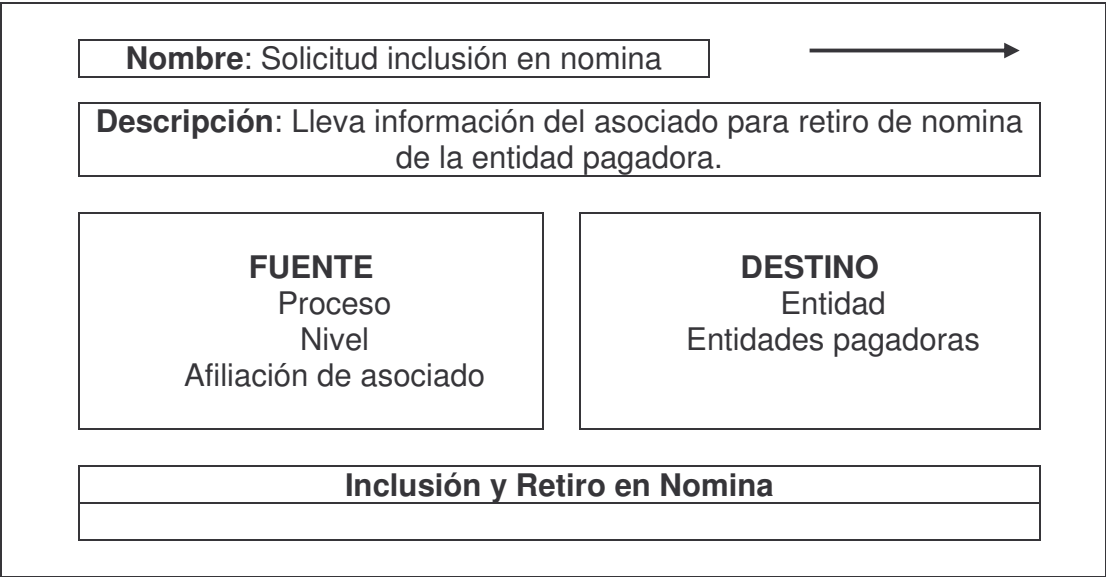 Nombre: Solicitud inclusión en nomina
Descripción: Lleva información del asociado para retiro de nomina
de la entidad pagadora.
FUENTE
Proceso
Nivel
Afiliación de asociado
DESTINO
Entidad
Entidades pagadoras
Inclusión y Retiro en Nomina